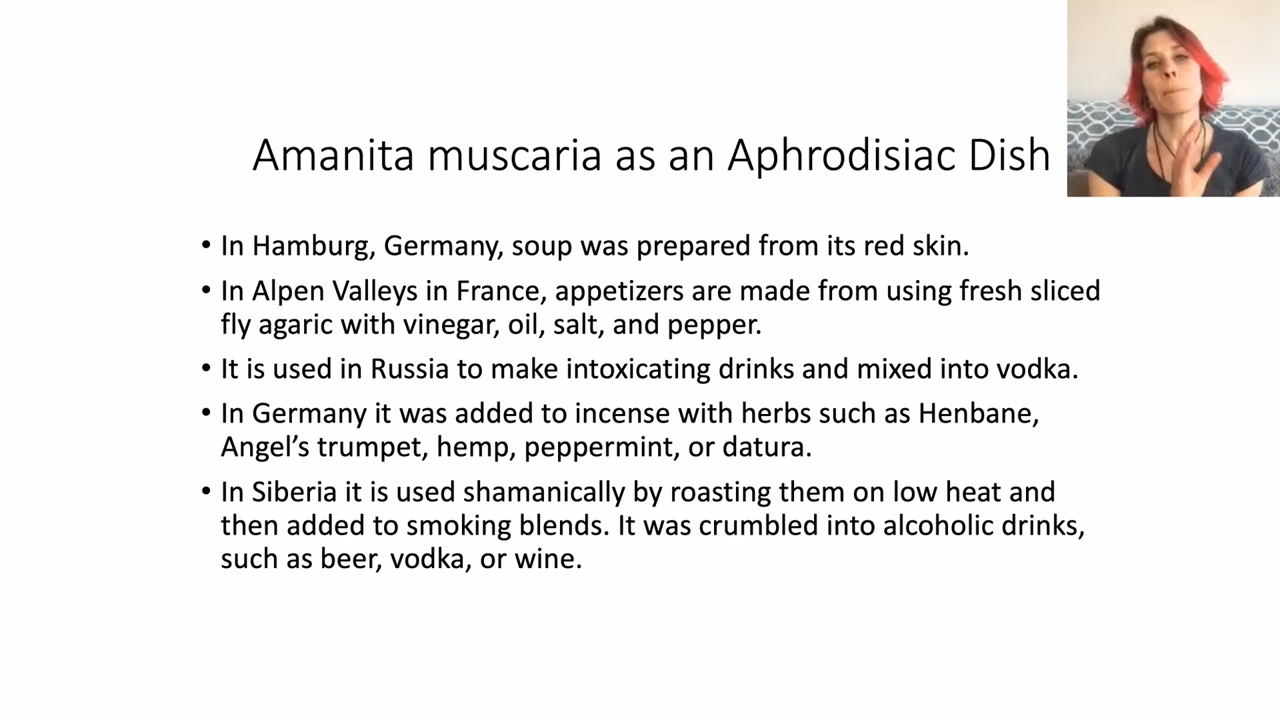 Amanita muscaria as an Aphrodisiac Dish
• In Hamburg, Germany, soup was prepared from its red skin.
• In Alpen Valleys in France, appetizers are made from using fresh sliced
fly agaric with vinegar, oil, salt, and pepper.
• It is used in Russia to make intoxicating drinks and mixed into vodka.
• In Germany it was added to incense with herbs such as Henbane,
Angel’s trumpet, hemp, peppermint, or datura.
• In Siberia it is used shamanically by roasting them on low heat and
then added to smoking blends. It was crumbled into alcoholic drinks,
such as beer, vodka, or wine.